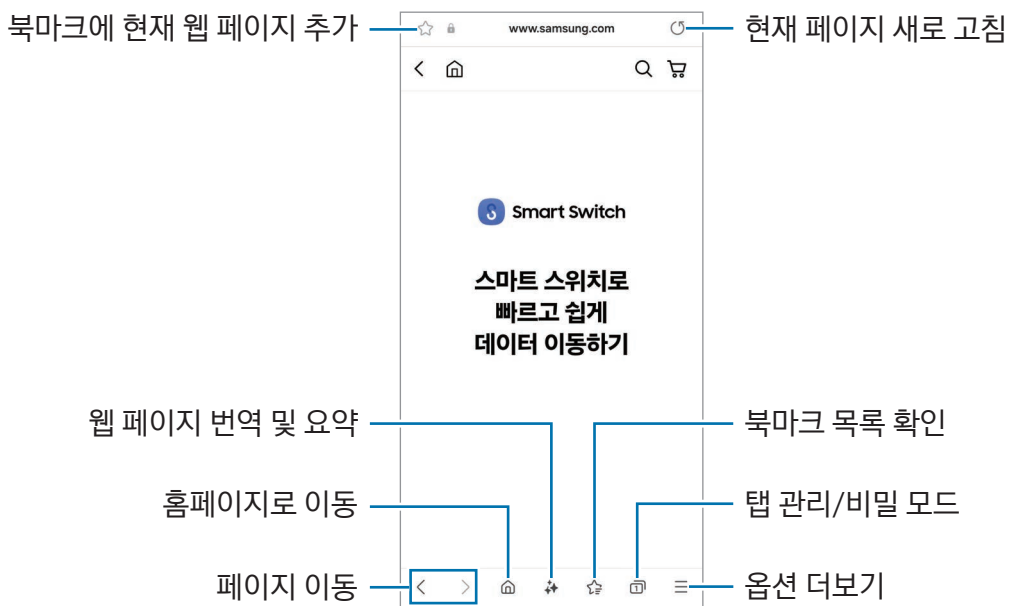 북마크에 현재 웹 페이지 추가
www.samsung.com
현재 페이지 새로 고침
Smart Switch
스마트 스위치로
빠르고 쉽게
데이터 이동하기
웹 페이지 번역 및 요약
북마크 목록 확인
홈페이지로 이동
탭 관리/비밀 모드
페이지 이동
1
옵션 더보기